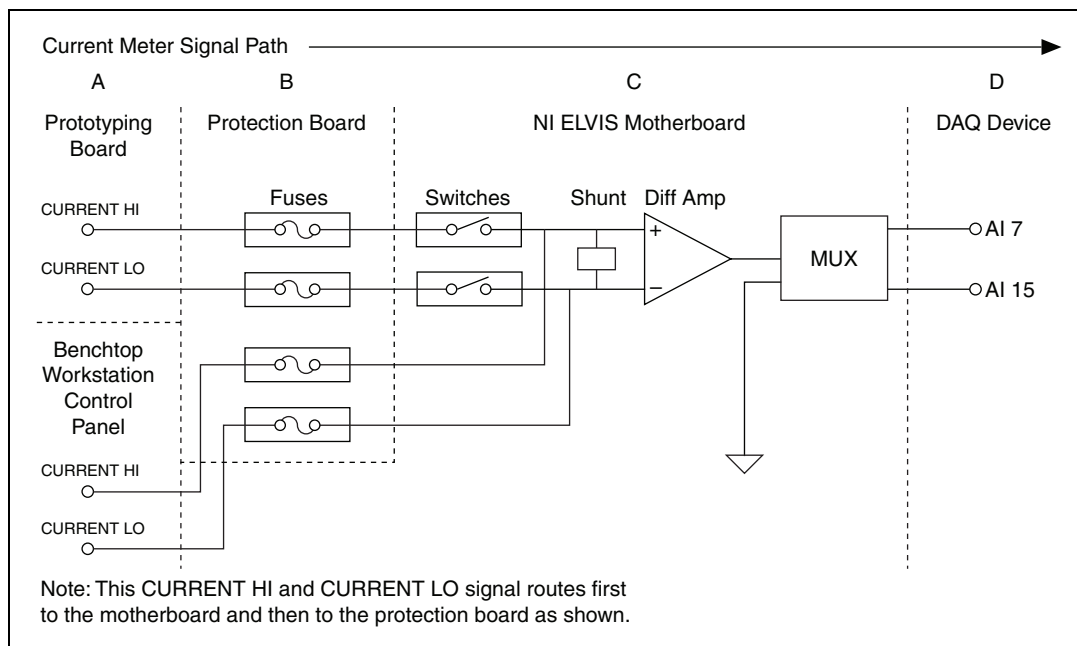 Current Meter Signal Path
A
B
C
D
Prototyping
Board
Protection Board
NI ELVIS Motherboard
DAQ Device
Fuses
Switches
Shunt
Diff Amp
CURRENT HI
CURRENT LO
+
−
MUX
AI 7
AI 15
Benchtop
Workstation
Control
Panel
CURRENT HI
CURRENT LO
Note: This CURRENT HI and CURRENT LO signal routes first
to the motherboard and then to the protection board as shown.